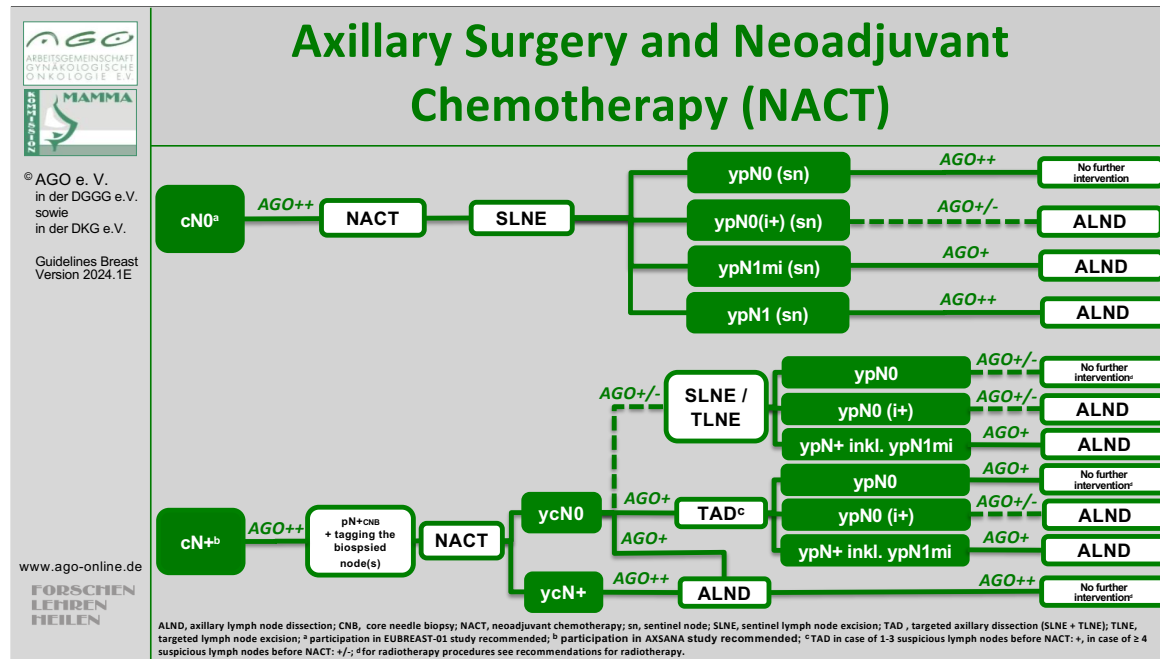 Axillary Surgery and Neoadjuvant
Chemotherapy (NACT)
AGO
ARBEITSGEMEINSCHAFT
GYNÄKOLOGISCHE
ONKOLOGIE E.V.
KOMMISSION
MAMMA
© AGO e. V.
in der DGGG e.V.
sowie
in der DKG e.V.
Guidelines Breast
Version 2024.1E
www.ago-online.de
FORSCHEN
LEHREN
HEILEN
cN0a
AGO++
NACT
SLNE
ypN0 (sn)
AGO++
No further
intervention
ypN0(i+) (sn)
AGO+/-
ALND
ypN1mi (sn)
AGO+
ALND
ypN1 (sn)
AGO++
ALND
cN+b
AGO++
pN+CNB
+ tagging the
biospsied
node(s)
NACT
ycN0
AGO+/-
SLNE /
TLNE
ypN0
AGO+/-
No further
interventiond
ypN0 (i+)
AGO+/-
ALND
ypN+ inkl. ypN1mi
AGO+
ALND
AGO+
TADc
ypN0
AGO+
No further
interventiond
ypN0 (i+)
AGO+/-
ALND
ypN+ inkl. ypN1mi
AGO+
ALND
AGO+
ycN+
AGO++
ALND
AGO++
No further
interventiond
ALND, axillary lymph node dissection; CNB, core needle biopsy; NACT, neoadjuvant chemotherapy; sn, sentinel node; SLNE, sentinel lymph node excision; TAD , targeted axillary dissection (SLNE + TLNE); TLNE,
targeted lymph node excision; a participation in EUBREAST-01 study recommended; b participation in AXSANA study recommended; c TAD in case of 1-3 suspicious lymph nodes before NACT: +, in case of ≥ 4
suspicious lymph nodes before NACT: +/-; d for radiotherapy procedures see recommendations for radiotherapy.